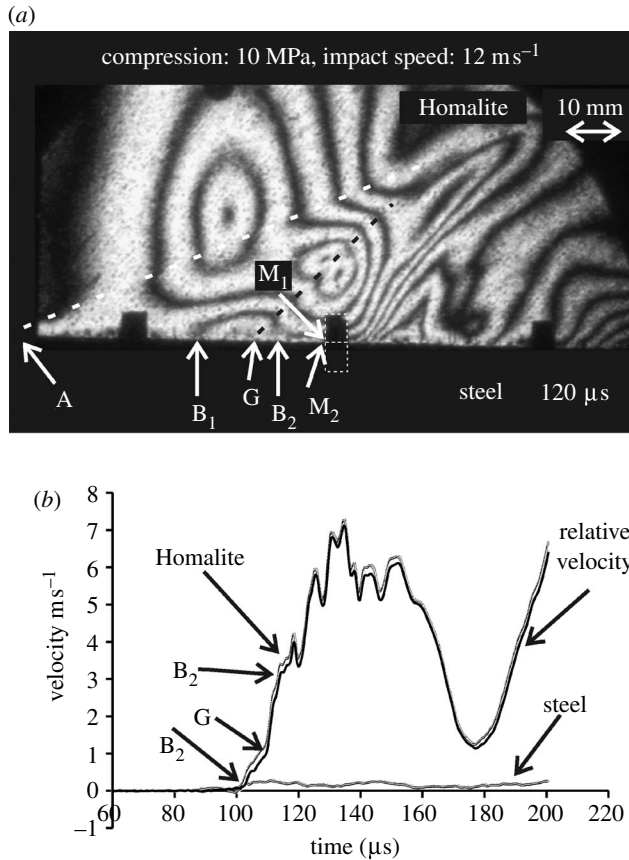 (a)
compression: 10 MPa, impact speed: 12 ms⁻¹
Homalite
10 mm
M₁
A
B₁
G
B₂
M₂
steel
120 µs
(b)
8
7
6
5
4
3
2
1
0
−1
velocity ms⁻¹
Homalite
B₂
G
B₂
relative
velocity
steel
60
80
100
120
140
160
180
200
220
time (µs)